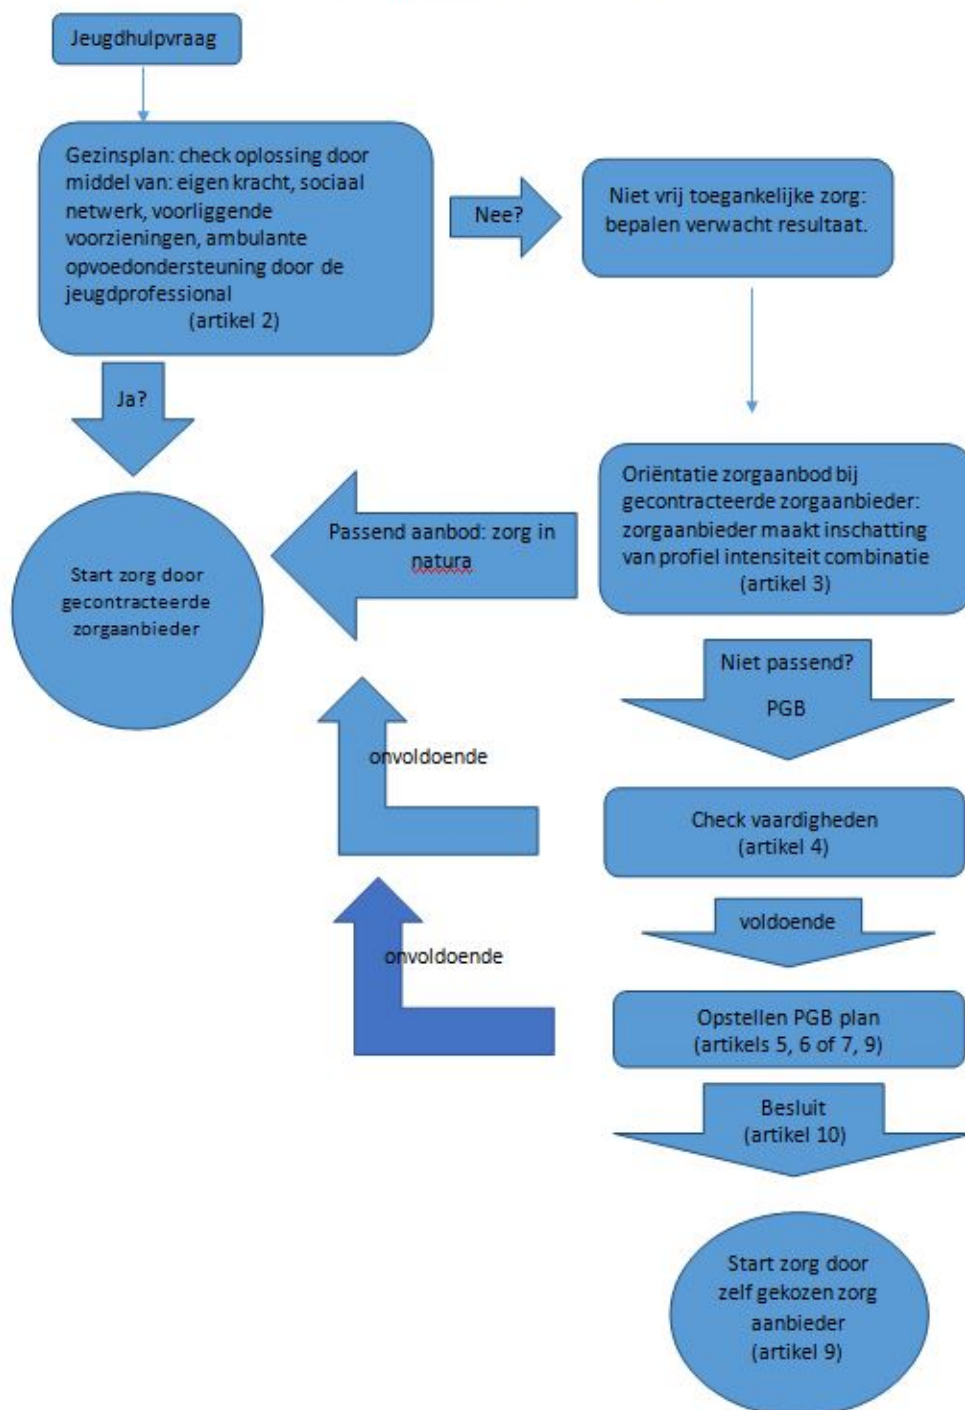 Jeugdhulpvraag
Gezinsplan: check oplossing door
middel van: eigen kracht, sociaal
netwerk, voorliggende
voorzieningen, ambulante
opvoedondersteuning door de
jeugdprofessional
(artikel 2)
Nee?
Niet vrij toegankelijke zorg:
bepalen verwacht resultaat.
Ja?
Oriëntatie zorgaanbod bij
gecontracteerde zorgaanbieder:
zorgaanbieder maakt inschatting
van profiel intensiteit combinatie
(artikel 3)
Passend aanbod: zorg in
natura
Start zorg door
gecontracteerde
zorgaanbieder
Niet passend?
PGB
onvoldoende
Check vaardigheden
(artikel 4)
voldoende
onvoldoende
Opstellen PGB plan
(artikels 5, 6 of 7, 9)
Besluit
(artikel 10)
Start zorg door
zelf gekozen zorg
aanbieder
(artikel 9)